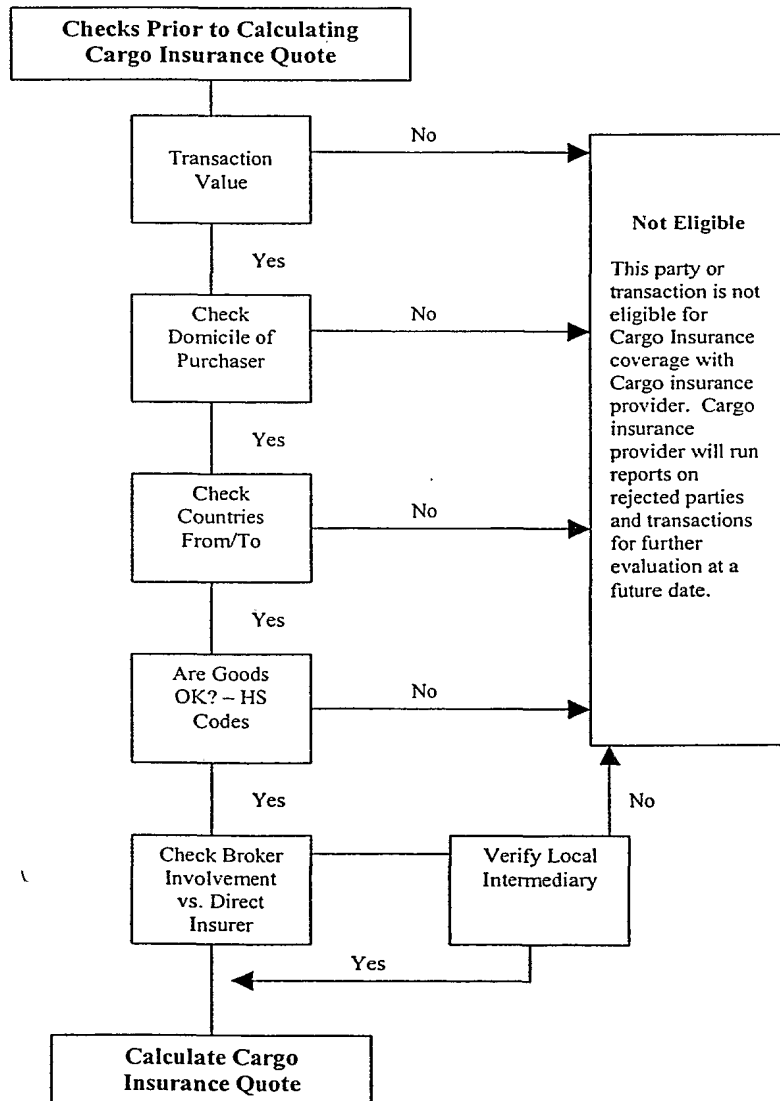 Checks Prior to Calculating
Cargo Insurance Quote
Transaction
Value
No
Yes
Check
Domicile of
Purchaser
No
Yes
Check
Countries
From/To
No
Yes
Are Goods
OK? – HS
Codes
No
Yes
Check Broker
Involvement
vs. Direct
Insurer
Verify Local
Intermediary
No
Yes
Not Eligible
This party or
transaction is not
eligible for
Cargo Insurance
coverage with
Cargo insurance
provider. Cargo
insurance
provider will run
reports on
rejected parties
and transactions
for further
evaluation at a
future date.
Calculate Cargo
Insurance Quote